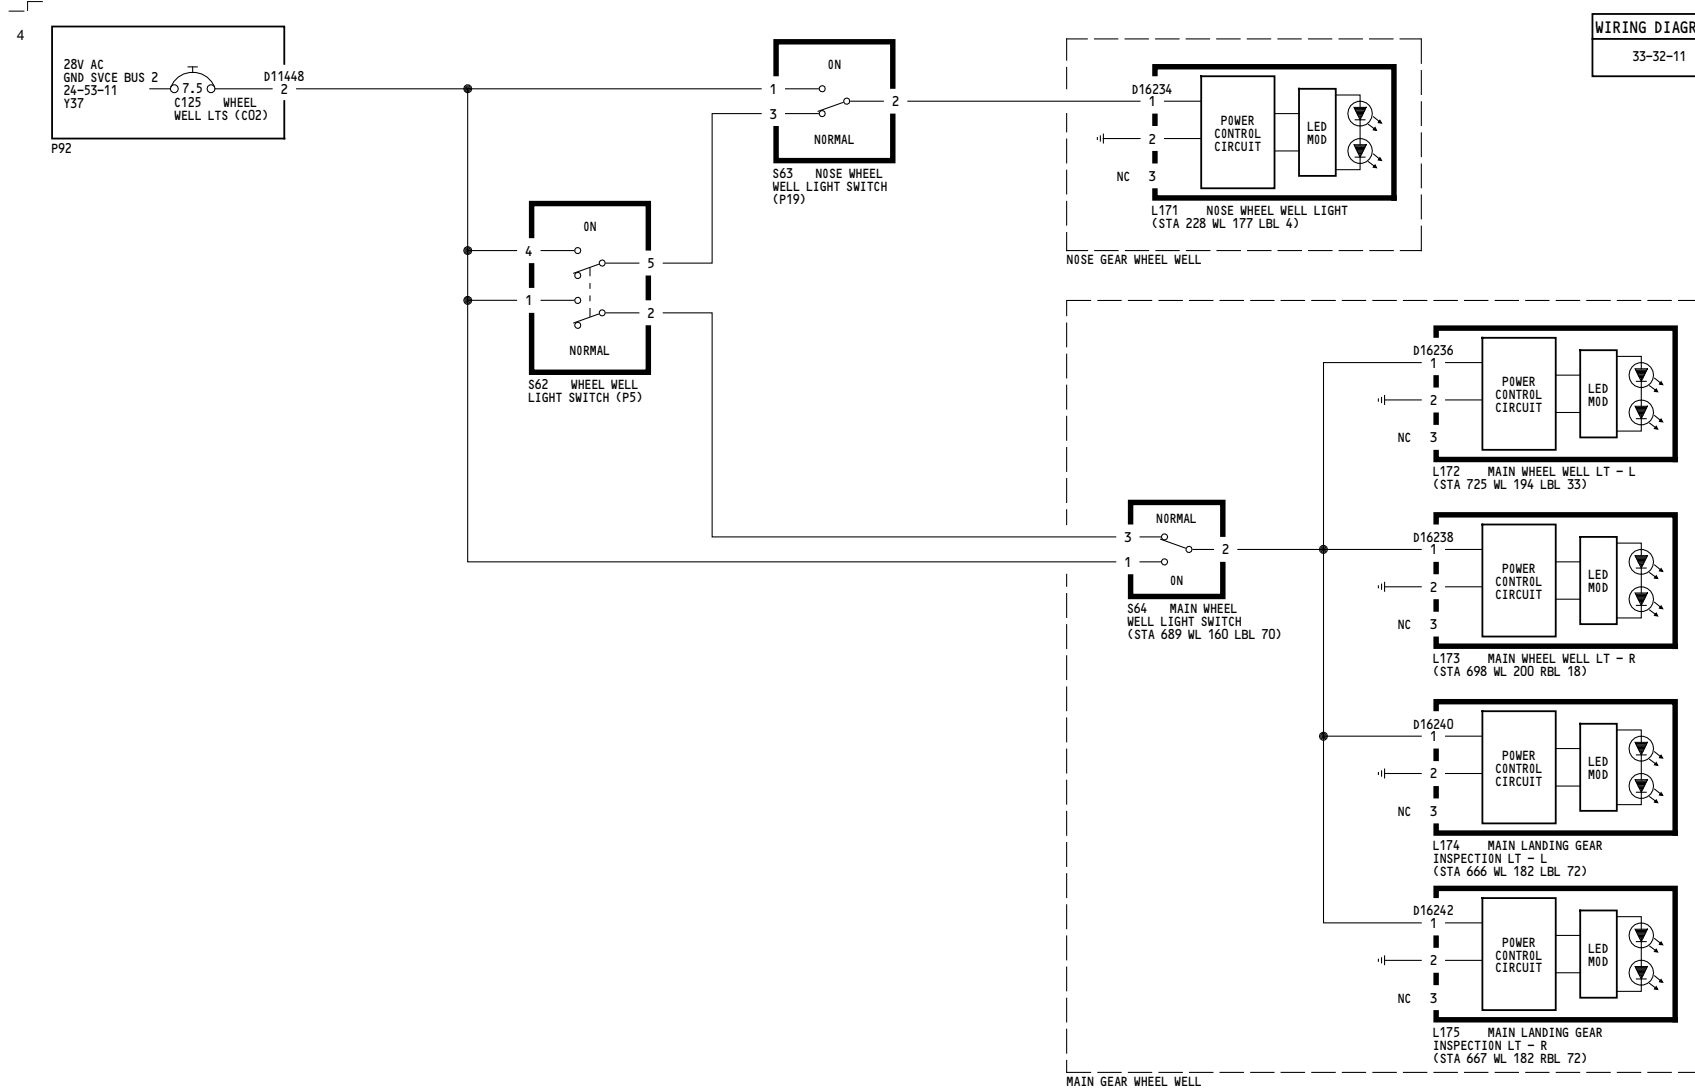 4
WIRING DIAGR
33-32-11
28V AC
GND SVCE BUS 2
24-53-11
Y37
7.5
C125 WHEEL
WELL LTS (C02)
D11448
2
P92
ON
1
3
2
NORMAL
S63 NOSE WHEEL
WELL LIGHT SWITCH
(P19)
D16234
1
2
NC 3
POWER
CONTROL
CIRCUIT
LED
MOD
L171 NOSE WHEEL WELL LIGHT
(STA 228 WL 177 LBL 4)
NOSE GEAR WHEEL WELL
ON
4
5
1
2
NORMAL
S62 WHEEL WELL
LIGHT SWITCH (P5)
D16236
1
2
NC 3
POWER
CONTROL
CIRCUIT
LED
MOD
L172 MAIN WHEEL WELL LT - L
(STA 725 WL 194 LBL 33)
NORMAL
3
2
1
ON
S64 MAIN WHEEL
WELL LIGHT SWITCH
(STA 689 WL 160 LBL 70)
D16238
1
2
NC 3
POWER
CONTROL
CIRCUIT
LED
MOD
L173 MAIN WHEEL WELL LT - R
(STA 698 WL 200 RBL 18)
D16240
1
2
NC 3
POWER
CONTROL
CIRCUIT
LED
MOD
L174 MAIN LANDING GEAR
INSPECTION LT - L
(STA 666 WL 182 LBL 72)
D16242
1
2
NC 3
POWER
CONTROL
CIRCUIT
LED
MOD
L175 MAIN LANDING GEAR
INSPECTION LT - R
(STA 667 WL 182 RBL 72)
MAIN GEAR WHEEL WELL